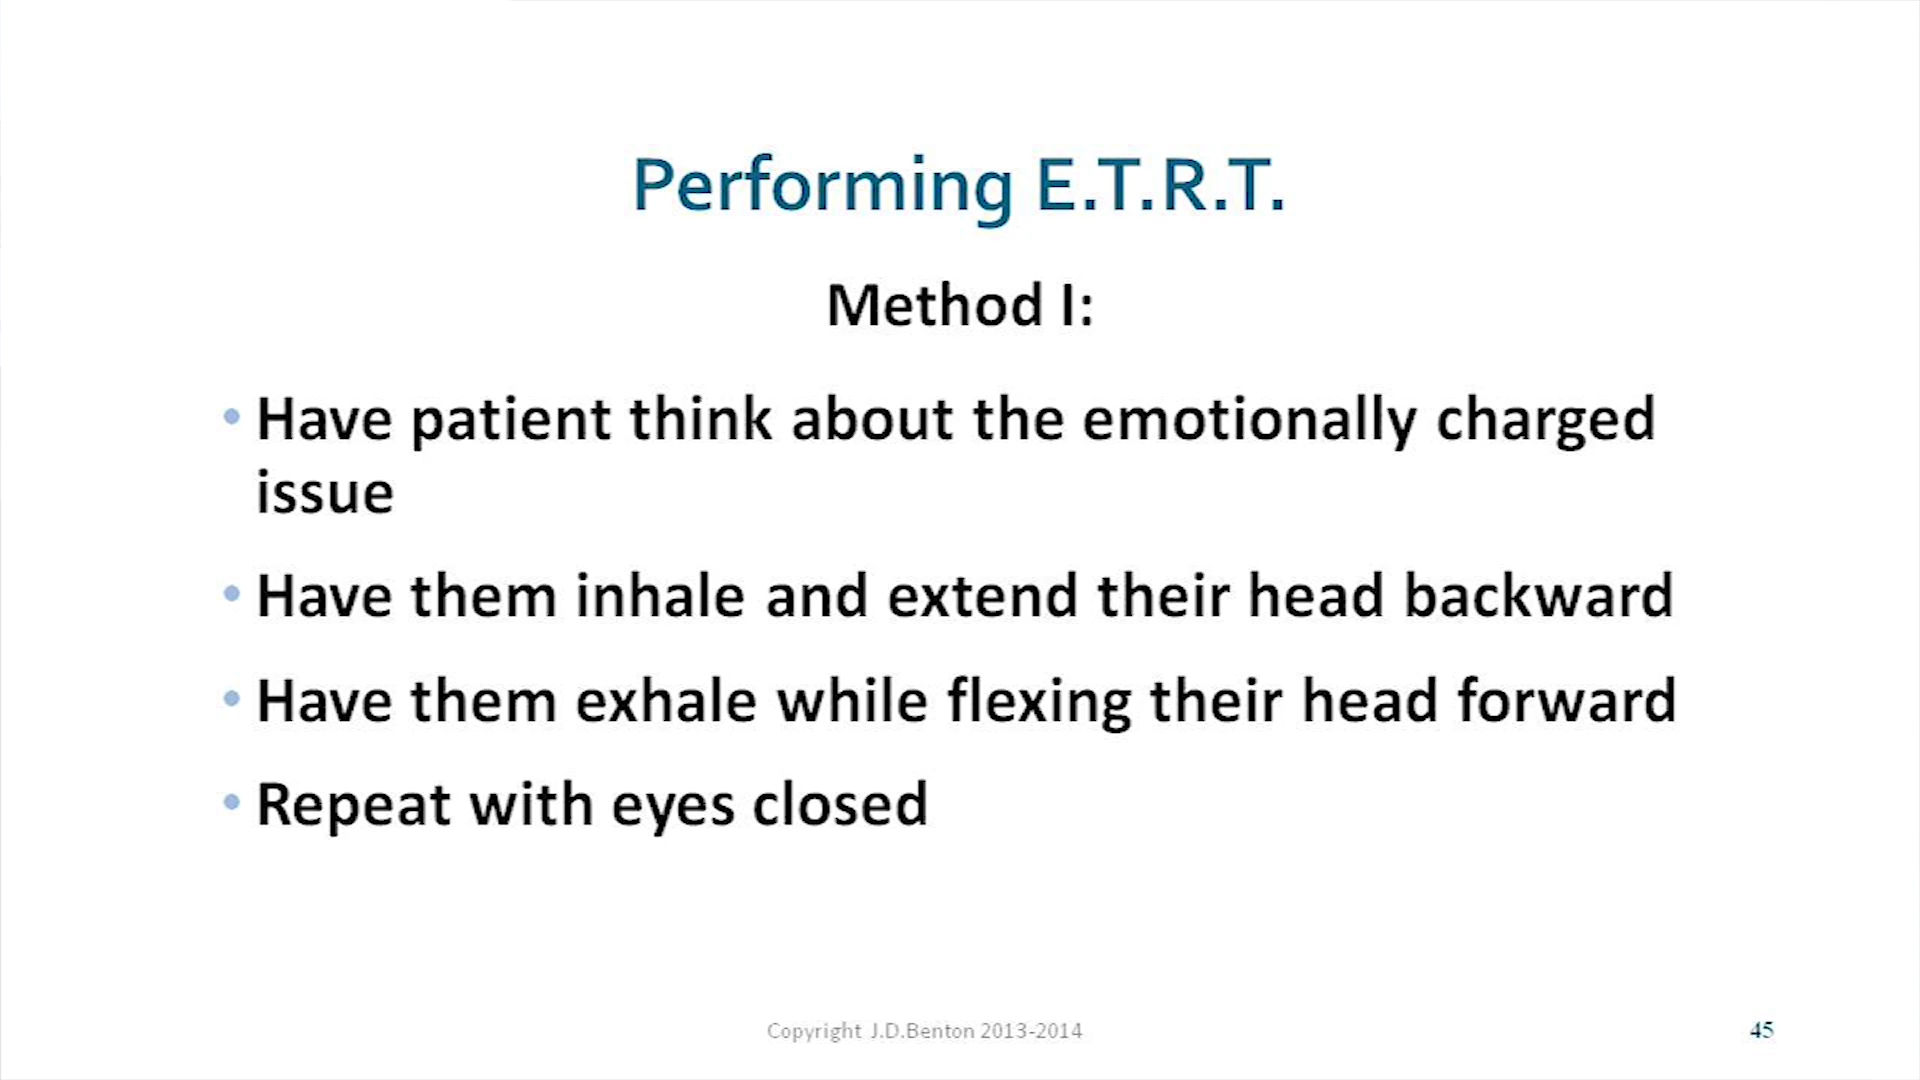 Performing E.T.R.T.
Method I:
• Have patient think about the emotionally charged
issue
• Have them inhale and extend their head backward
• Have them exhale while flexing their head forward
• Repeat with eyes closed
Copyright J.D.Benton 2013-2014
45